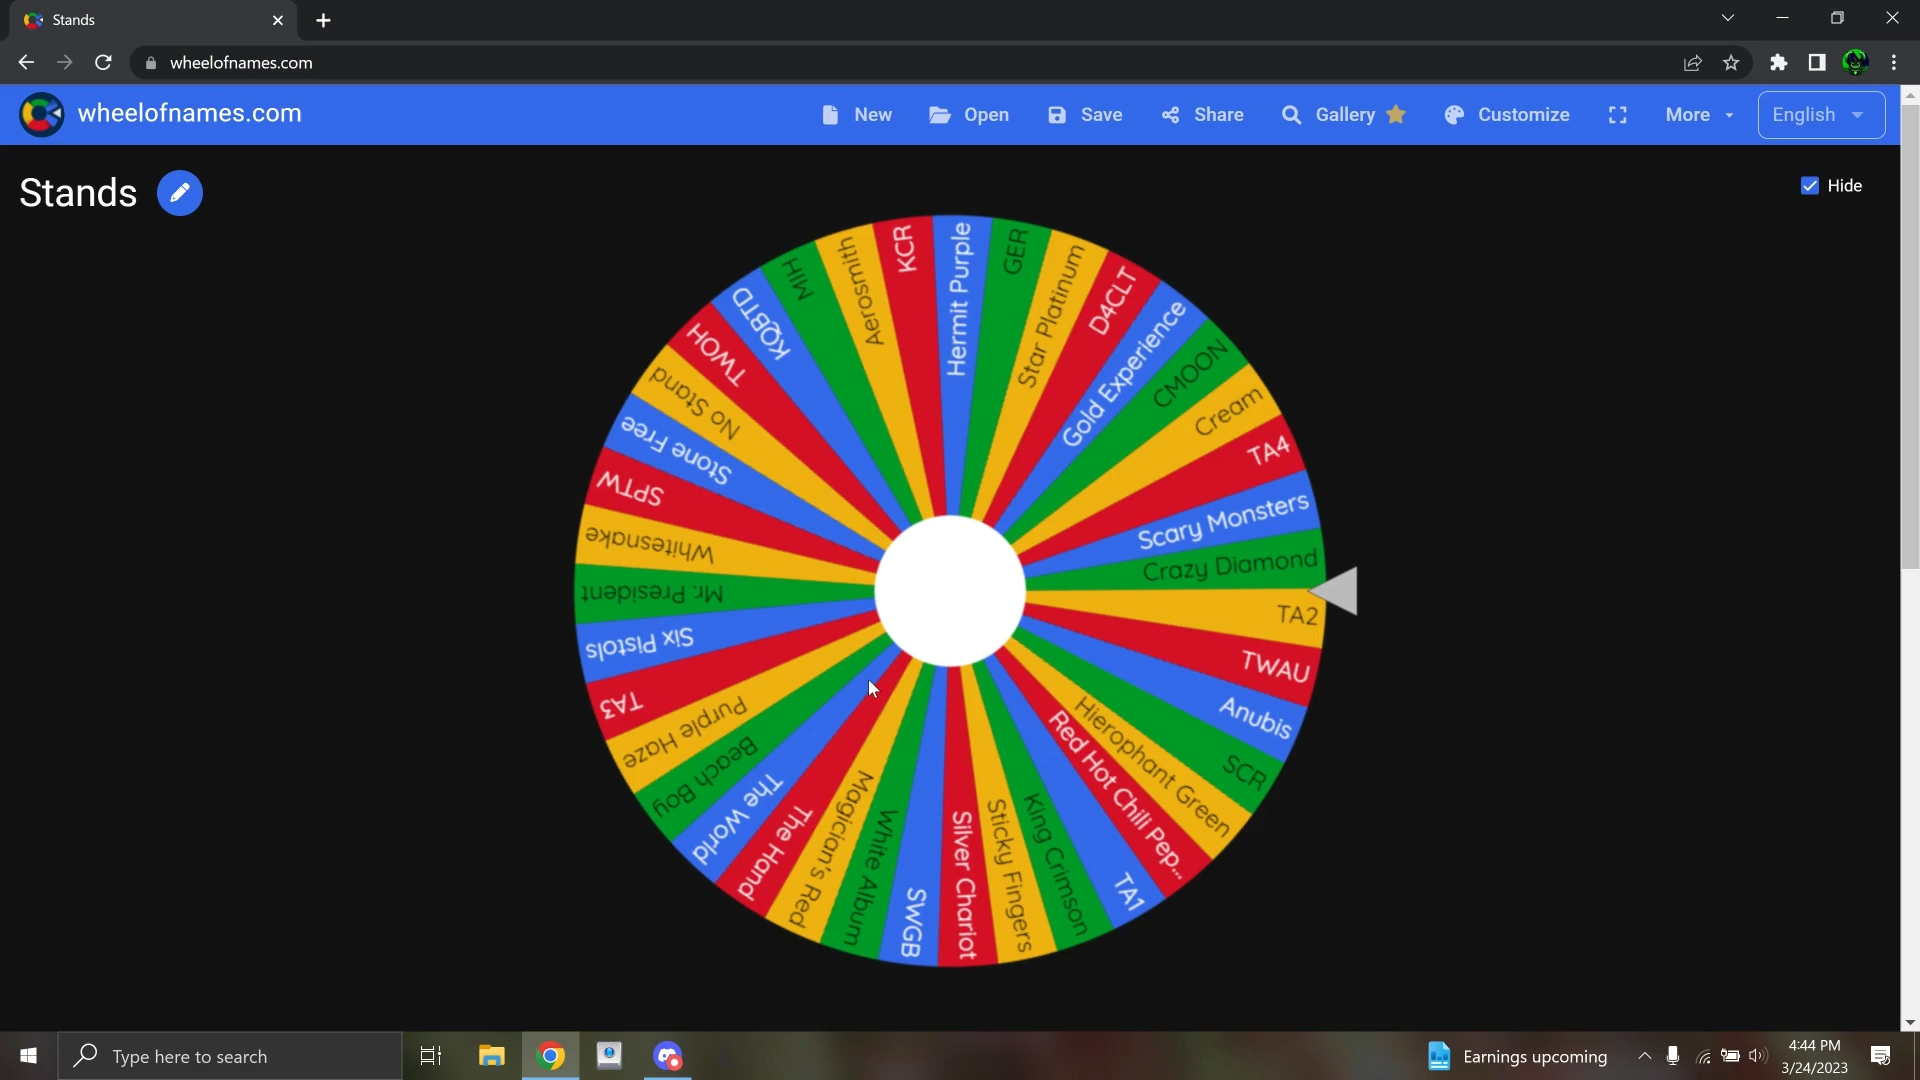 Stands
wheelofnames.com
wheelofnames.com
New
Open
Save
Share
Gallery
Customize
More
English
Stands
Hide
Hermit Purple
GER
Star Platinum
D4CLT
Gold Experience
CMOON
Cream
TA4
Scary Monsters
Crazy Diamond
TA2
TWAU
Anubis
SCR
Hierophant Green
Red Hot Chili Pep...
TA1
King Crimson
Sticky Fingers
Silver Chariot
SWGB
White Album
Magician's Red
The Hand
The World
Beach Boy
Purple Haze
TA3
Six Pistols
Mr. President
Whitesnake
SPTW
Stone Free
No Stand
TWOH
KQBTD
MIH
Aerosmith
KCR
Type here to search
Earnings upcoming
4:44 PM
3/24/2023